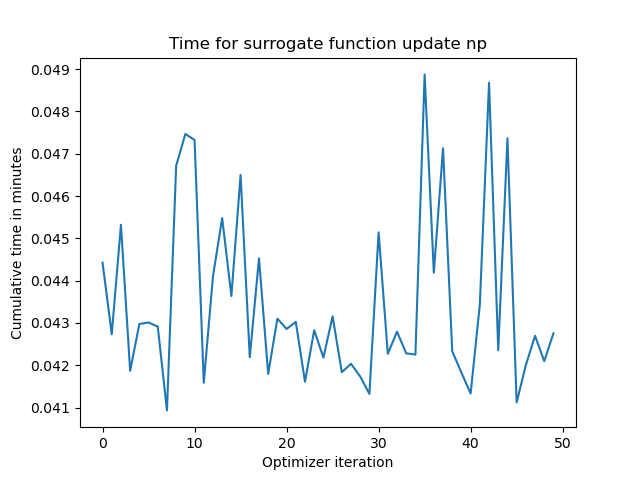 Time for surrogate function update np
0.049
0.048
0.047
0.046
0.045
0.044
0.043
0.042
0.041
Cumulative time in minutes
0 10 20 30 40 50
Optimizer iteration